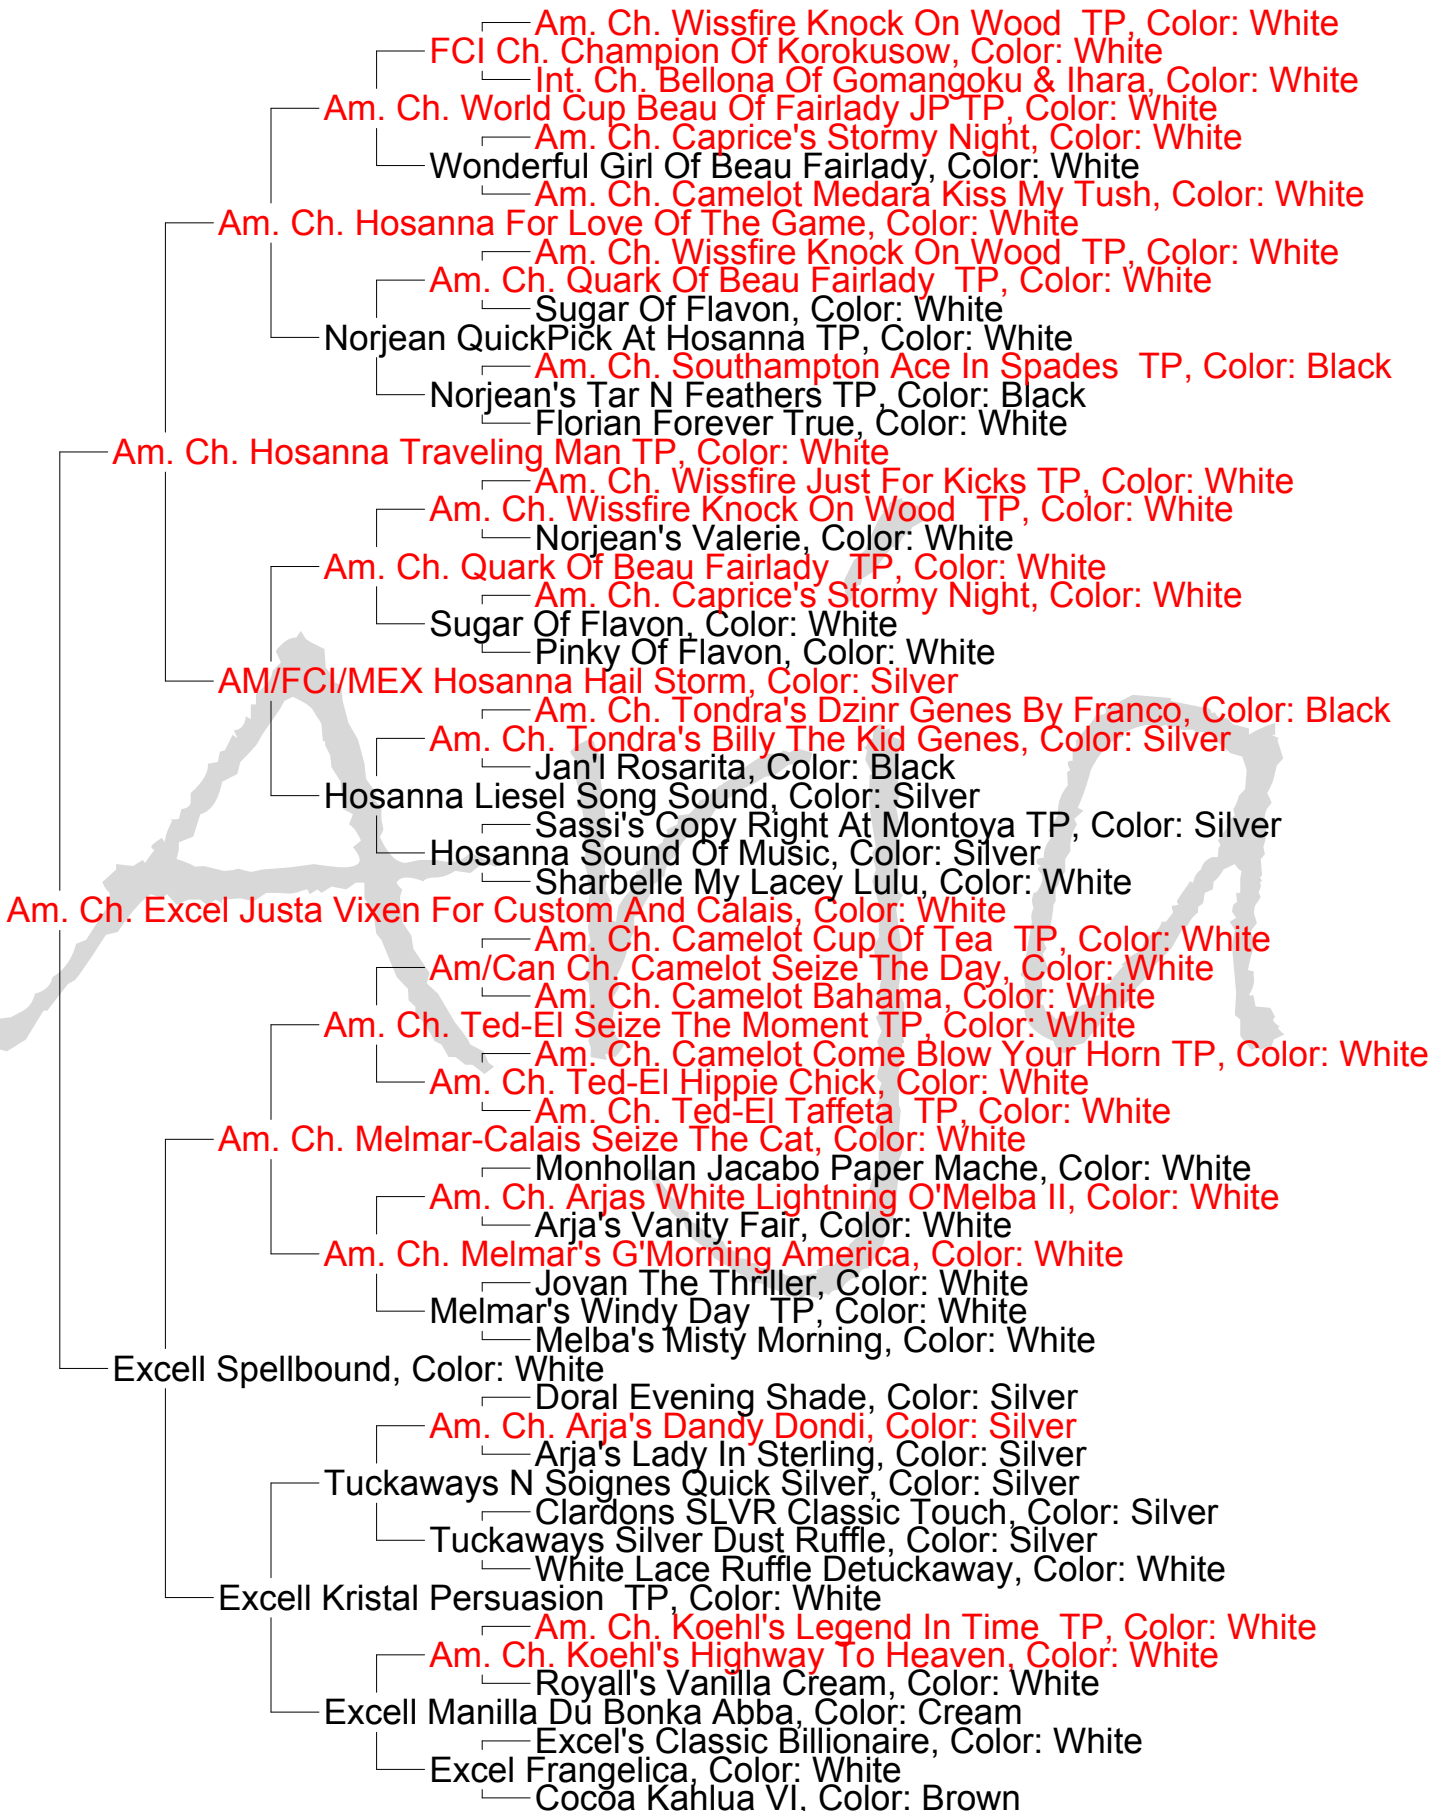 Am. Ch. Wissfire Knock On Wood  TP, Color: White
FCI Ch. Champion Of Korokusow, Color: White
Int. Ch. Bellona Of Gomangoku & Ihara, Color: White
Am. Ch. World Cup Beau Of Fairlady JP TP, Color: White
Am. Ch. Caprice's Stormy Night, Color: White
Wonderful Girl Of Beau Fairlady, Color: White
Am. Ch. Camelot Medara Kiss My Tush, Color: White
Am. Ch. Hosanna For Love Of The Game, Color: White
Am. Ch. Wissfire Knock On Wood  TP, Color: White
Am. Ch. Quark Of Beau Fairlady  TP, Color: White
Sugar Of Flavon, Color: White
Norjean QuickPick At Hosanna TP, Color: White
Am. Ch. Southampton Ace In Spades  TP, Color: Black
Norjean's Tar N Feathers TP, Color: Black
Florian Forever True, Color: White
Am. Ch. Hosanna Traveling Man TP, Color: White
Am. Ch. Wissfire Just For Kicks TP, Color: White
Am. Ch. Wissfire Knock On Wood  TP, Color: White
Norjean's Valerie, Color: White
Am. Ch. Quark Of Beau Fairlady  TP, Color: White
Am. Ch. Caprice's Stormy Night, Color: White
Sugar Of Flavon, Color: White
Pinky Of Flavon, Color: White
AM/FCI/MEX Hosanna Hail Storm, Color: Silver
Am. Ch. Tondra's Dzinr Genes By Franco, Color: Black
Am. Ch. Tondra's Billy The Kid Genes, Color: Silver
Jan'l Rosarita, Color: Black
Hosanna Liesel Song Sound, Color: Silver
Sassi's Copy Right At Montoya TP, Color: Silver
Hosanna Sound Of Music, Color: Silver
Sharbelle My Lacey Lulu, Color: White
Am. Ch. Excel Justa Vixen For Custom And Calais, Color: White
Am. Ch. Camelot Cup Of Tea  TP, Color: White
Am/Can Ch. Camelot Seize The Day, Color: White
Am. Ch. Camelot Bahama, Color: White
Am. Ch. Ted-El Seize The Moment TP, Color: White
Am. Ch. Camelot Come Blow Your Horn TP, Color: White
Am. Ch. Ted-El Hippie Chick, Color: White
Am. Ch. Ted-El Taffeta  TP, Color: White
Am. Ch. Melmar-Calais Seize The Cat, Color: White
Monhollan Jacabo Paper Mache, Color: White
Am. Ch. Arjas White Lightning O'Melba II, Color: White
Arja's Vanity Fair, Color: White
Am. Ch. Melmar's G'Morning America, Color: White
Jovan The Thriller, Color: White
Melmar's Windy Day  TP, Color: White
Melba's Misty Morning, Color: White
Excell Spellbound, Color: White
Doral Evening Shade, Color: Silver
Am. Ch. Arja's Dandy Dondi, Color: Silver
Arja's Lady In Sterling, Color: Silver
Tuckaways N Soignes Quick Silver, Color: Silver
Clardons SLVR Classic Touch, Color: Silver
Tuckaways Silver Dust Ruffle, Color: Silver
White Lace Ruffle Detuckaway, Color: White
Excell Kristal Persuasion  TP, Color: White
Am. Ch. Koehl's Legend In Time  TP, Color: White
Am. Ch. Koehl's Highway To Heaven, Color: White
Royall's Vanilla Cream, Color: White
Excell Manilla Du Bonka Abba, Color: Cream
Excel's Classic Billionaire, Color: White
Excel Frangelica, Color: White
Cocoa Kahlua VI, Color: Brown
Arja